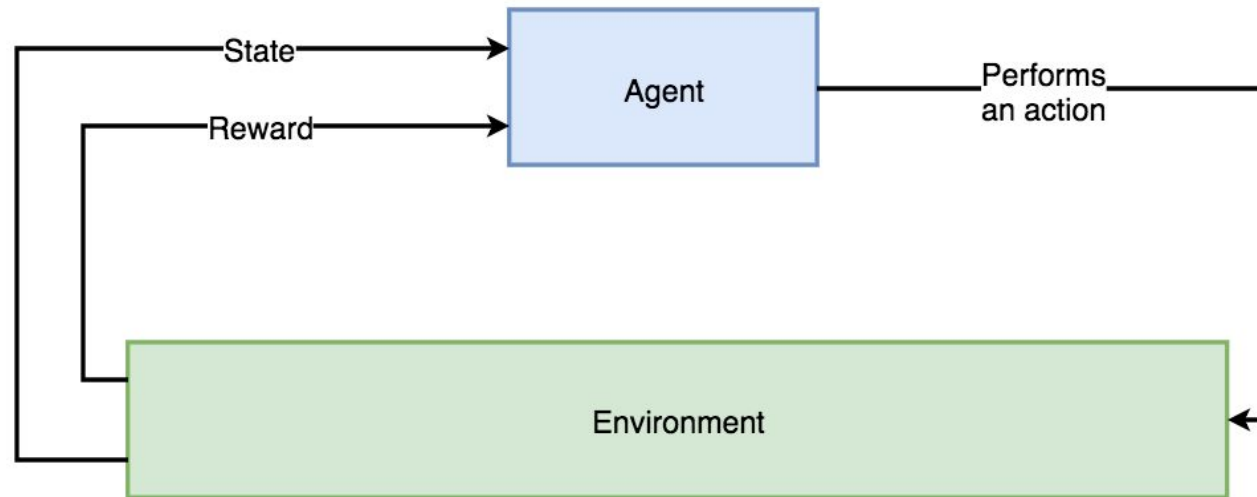 State
Agent
Performs
an action
Reward
Environment